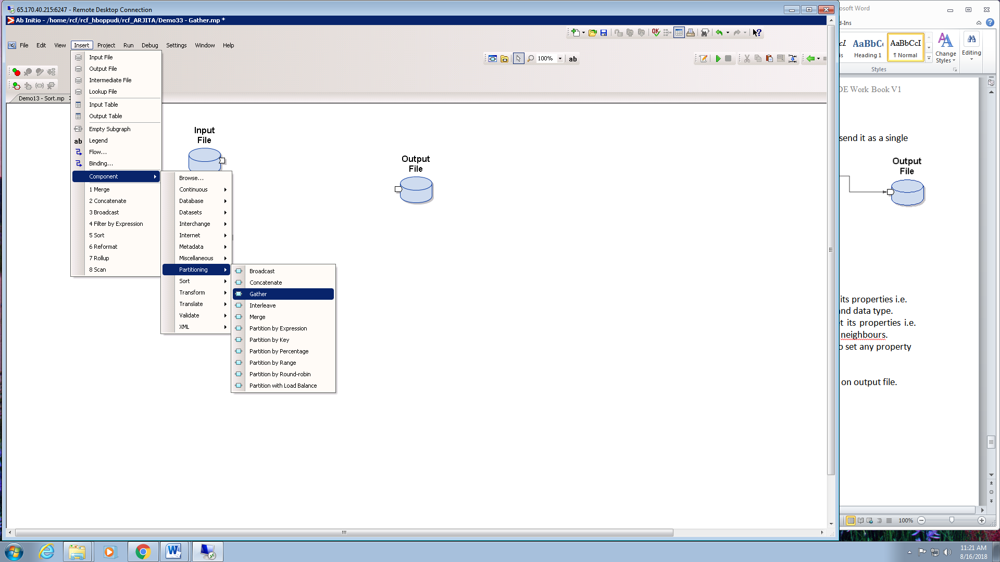 65.170.40.215:6247 - Remote Desktop Connection
Ab Initio - /home/rcf/rcf_hboppudi/rcf_ARJITA/Demo33 - Gather.mp *
File Edit View Insert Project Run Debug Settings Window Help
OK
100%
ab
Demo13 - Sort.mp
Input File
Output File
Intermediate File
Lookup File
Input Table
Output Table
Empty Subgraph
ab Legend
Flow...
Binding...
Component
1 Merge
2 Concatenate
3 Broadcast
4 Filter by Expression
5 Sort
6 Reformat
7 Rollup
8 Scan
Browse...
Continuous
Database
Datasets
Interchange
Internet
Metadata
Miscellaneous
Partitioning
Sort
Transform
Translate
Validate
XML
Broadcast
Concatenate
Gather
Interleave
Merge
Partition by Expression
Partition by Key
Partition by Percentage
Partition by Range
Partition by Round-robin
Partition with Load Balance
Input
File
Output
File
osoft Word
d-Ins
AaBbC AaBbCcI
Heading 1 ¶ Normal
Change
Styles
Editing
Styles
DE Work Book V1
send it as a single
Output
File
its properties i.e.
nd data type.
t its properties i.e.
neighbours.
o set any property
on output file.
100%
11:21 AM
8/16/2018